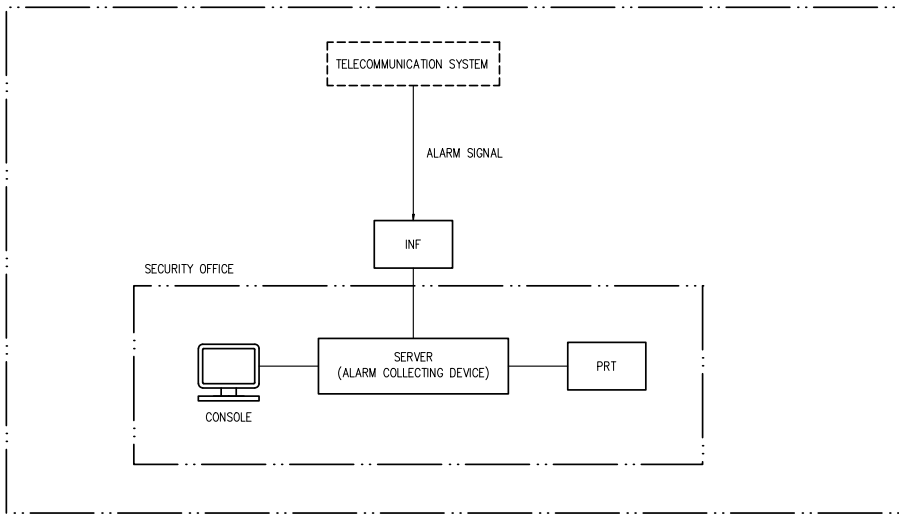 TELECOMMUNICATION SYSTEM
ALARM SIGNAL
INF
SECURITY OFFICE
SERVER
(ALARM COLLECTING DEVICE)
PRT
CONSOLE